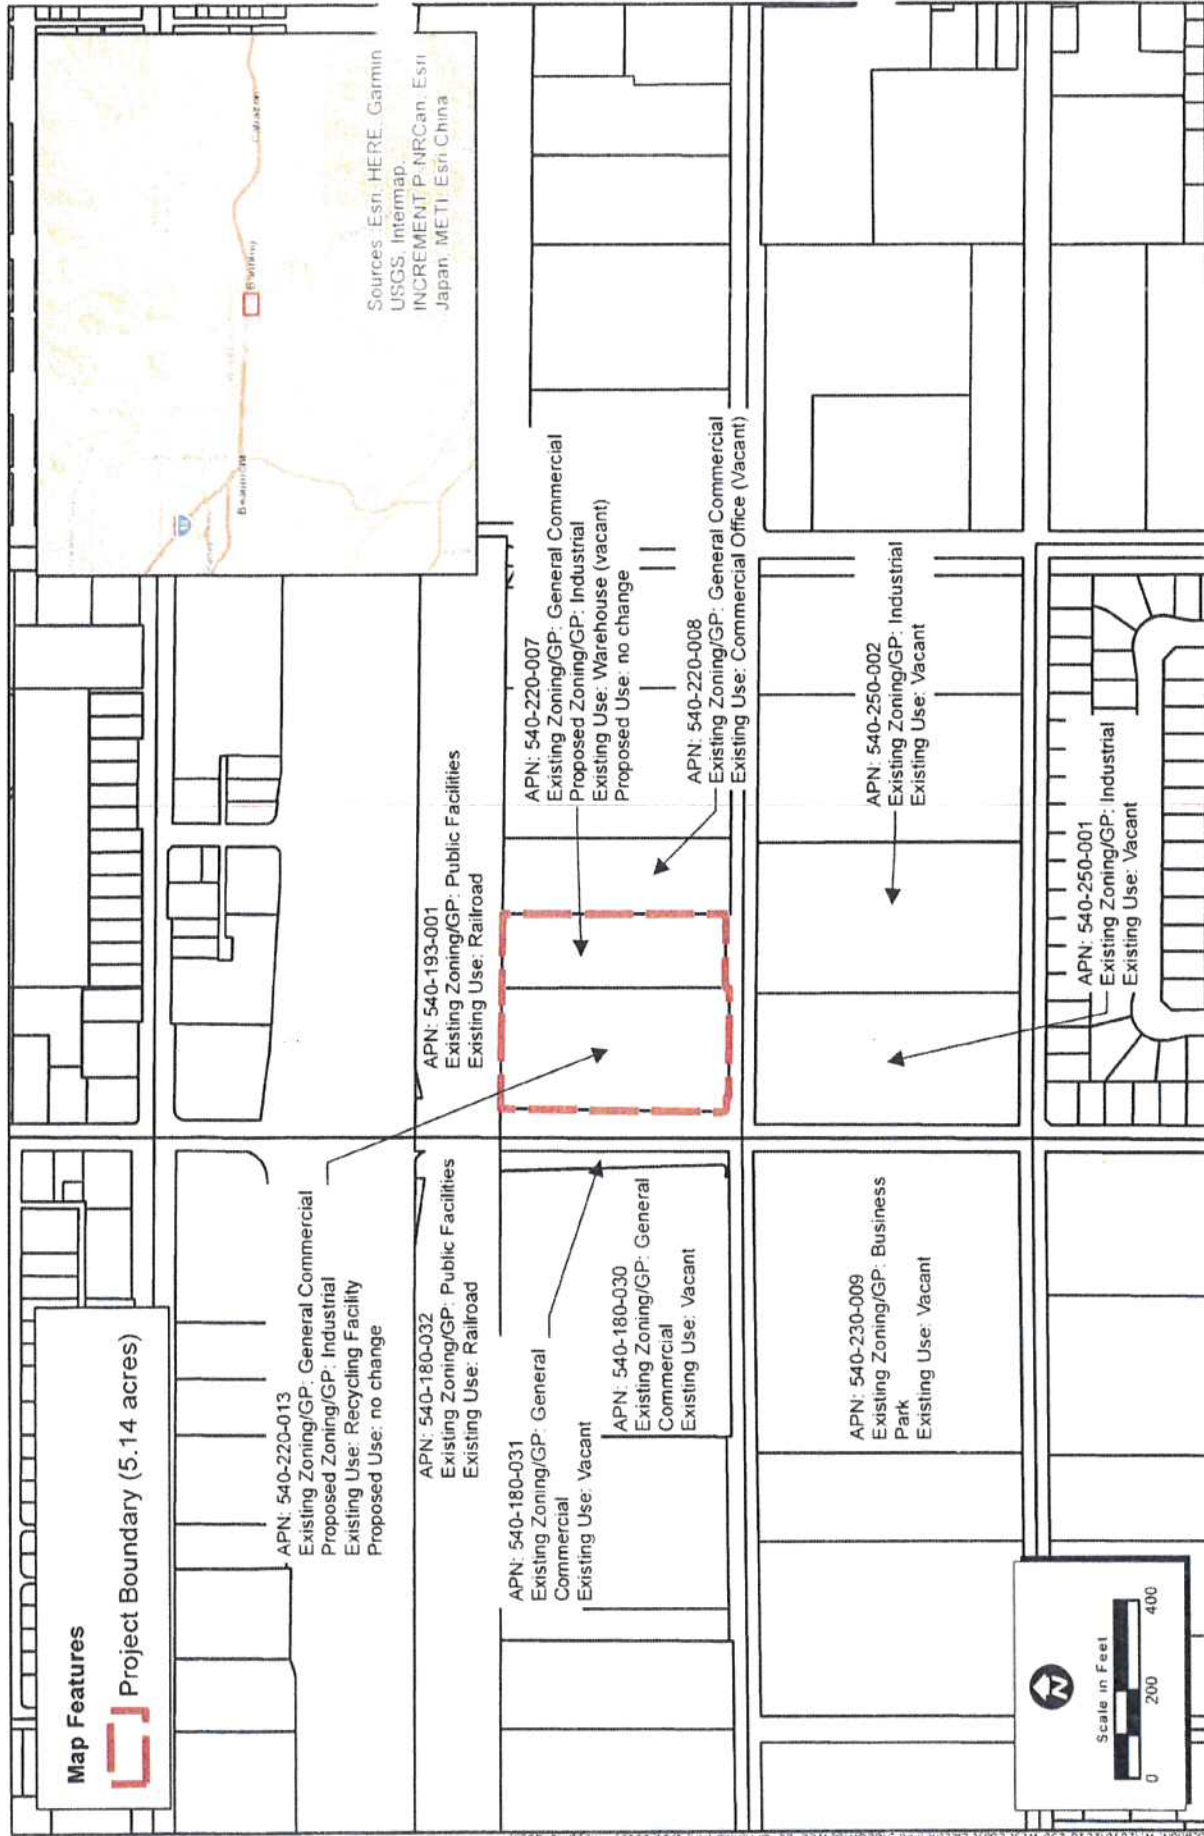 Map Features
Project Boundary (5.14 acres)
Sources: Esri, HERE, Garmin
USGS, Intermap,
INCREMENT P, NRCan, Esri
Japan, METI, Esri China
Beaumont
Banning
Cabazon
10
APN: 540-220-013
Existing Zoning/GP: General Commercial
Proposed Zoning/GP: Industrial
Existing Use: Recycling Facility
Proposed Use: no change
APN: 540-193-001
Existing Zoning/GP: Public Facilities
Existing Use: Railroad
APN: 540-180-032
Existing Zoning/GP: Public Facilities
Existing Use: Railroad
APN: 540-220-007
Existing Zoning/GP: General Commercial
Proposed Zoning/GP: Industrial
Existing Use: Warehouse (vacant)
Proposed Use: no change
APN: 540-180-031
Existing Zoning/GP: General
Commercial
Existing Use: Vacant
APN: 540-180-030
Existing Zoning/GP: General
Commercial
Existing Use: Vacant
APN: 540-220-008
Existing Zoning/GP: General Commercial
Existing Use: Commercial Office (Vacant)
APN: 540-230-009
Existing Zoning/GP: Business
Park
Existing Use: Vacant
APN: 540-250-002
Existing Zoning/GP: Industrial
Existing Use: Vacant
APN: 540-250-001
Existing Zoning/GP: Industrial
Existing Use: Vacant
N
Scale in Feet
0 200 400